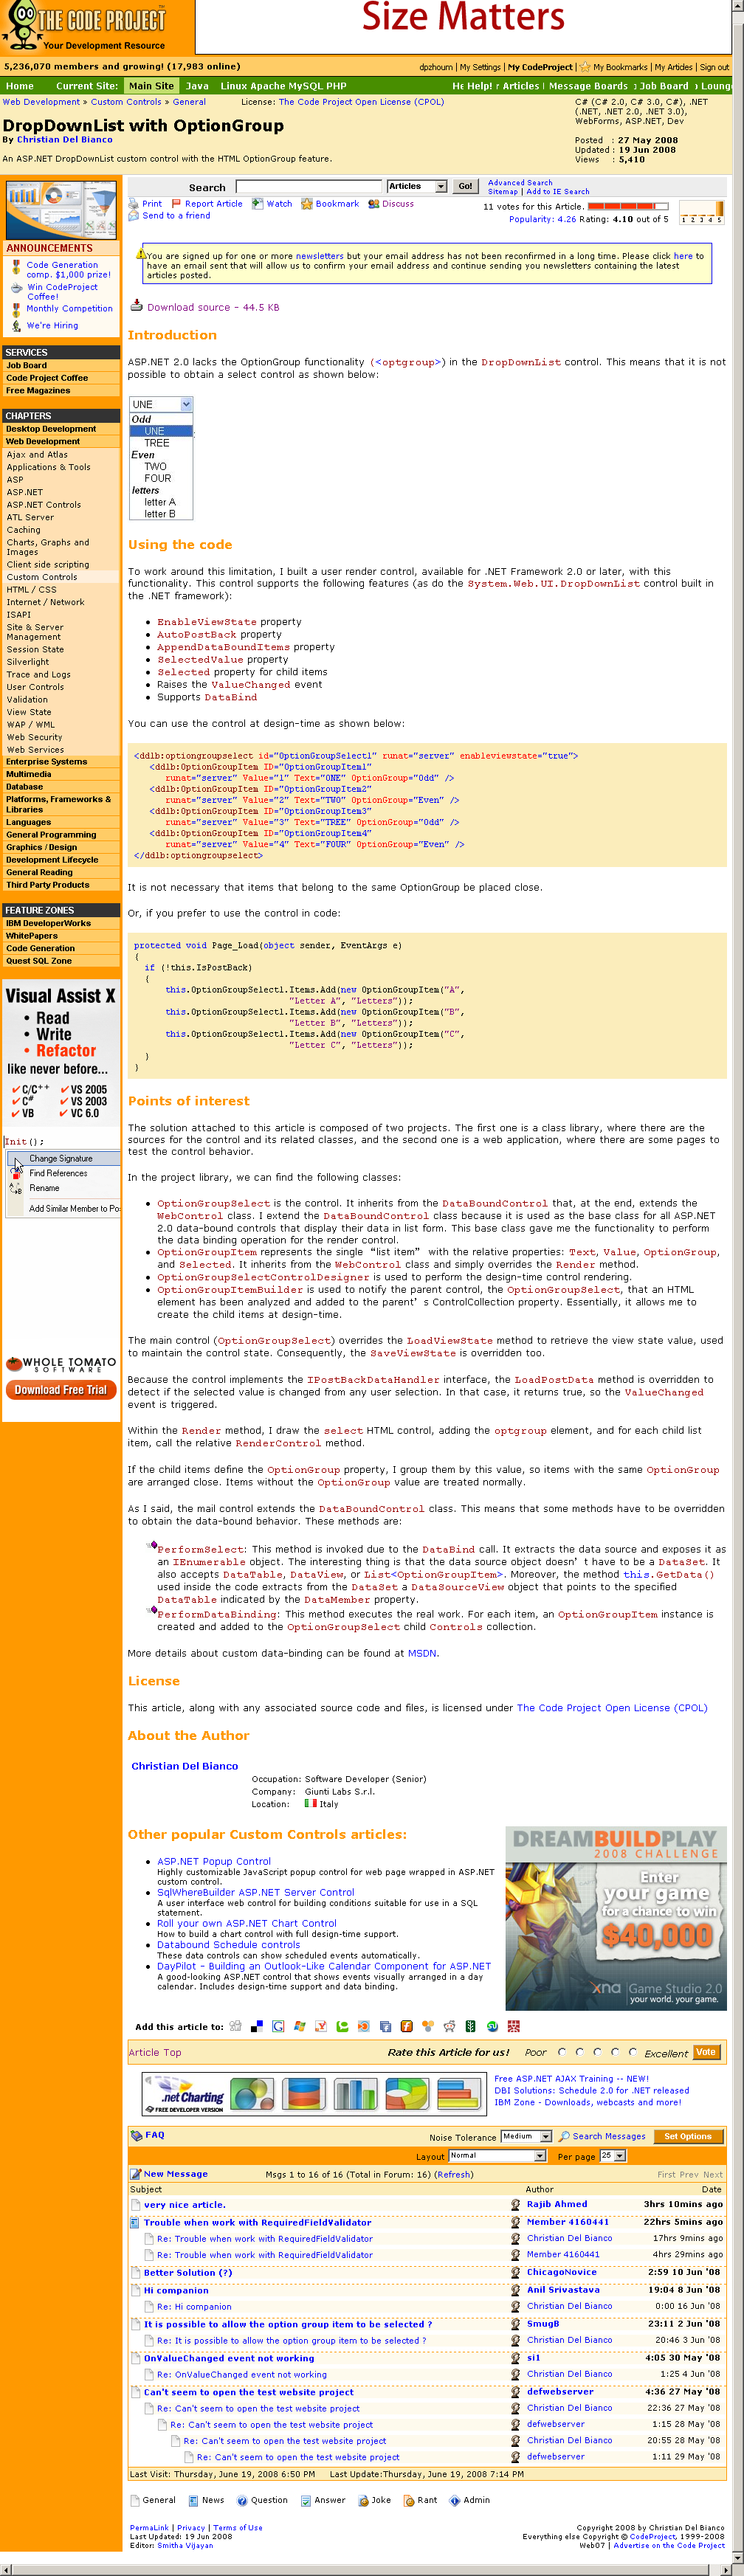 THE CODE PROJECT
Your Development Resource
Size Matters
5,236,070 members and growing! (17,983 online)
dpzhoum | My Settings | My CodeProject | My Bookmarks | My Articles | Sign out
Home Current Site: Main Site Java Linux Apache MySQL PHP
Help! Articles Message Boards Job Board Loung
Web Development » Custom Controls » General
License: The Code Project Open License (CPOL)
C# (C# 2.0, C# 3.0, C#), .NET
(.NET, .NET 2.0, .NET 3.0),
WebForms, ASP.NET, Dev
DropDownList with OptionGroup
By Christian Del Bianco
Posted : 27 May 2008
Updated : 19 Jun 2008
Views : 5,410
An ASP.NET DropDownList custom control with the HTML OptionGroup feature.
Search Articles Go! Advanced Search
Sitemap | Add to IE Search
Print Report Article Watch Bookmark Discuss
Send to a friend
11 votes for this Article.
Popularity: 4.26 Rating: 4.10 out of 5
1 2 3 4 5
ANNOUNCEMENTS
Code Generation
comp. $1,000 prize!
Win CodeProject
Coffee!
Monthly Competition
We're Hiring
SERVICES
Job Board
Code Project Coffee
Free Magazines
CHAPTERS
Desktop Development
Web Development
Ajax and Atlas
Applications & Tools
ASP
ASP.NET
ASP.NET Controls
ATL Server
Caching
Charts, Graphs and
Images
Client side scripting
Custom Controls
HTML / CSS
Internet / Network
ISAPI
Site & Server
Management
Session State
Silverlight
Trace and Logs
User Controls
Validation
View State
WAP / WML
Web Security
Web Services
Enterprise Systems
Multimedia
Database
Platforms, Frameworks &
Libraries
Languages
General Programming
Graphics / Design
Development Lifecycle
General Reading
Third Party Products
FEATURE ZONES
IBM DeveloperWorks
WhitePapers
Code Generation
Quest SQL Zone
Visual Assist X
• Read
• Write
• Refactor
like never before...
C/C++ VS 2005
C# VS 2003
VB VC 6.0
Init();
Change Signature
Find References
Rename
Add Similar Member to Po
WHOLE TOMATO
SOFTWARE
Download Free Trial
You are signed up for one or more newsletters but your email address has not been reconfirmed in a long time. Please click here to
have an email sent that will allow us to confirm your email address and continue sending you newsletters containing the latest
articles posted.
Download source - 44.5 KB
Introduction
ASP.NET 2.0 lacks the OptionGroup functionality (<optgroup>) in the DropDownList control. This means that it is not
possible to obtain a select control as shown below:
UNE
Odd
UNE
TREE
Even
TWO
FOUR
letters
letter A
letter B
Using the code
To work around this limitation, I built a user render control, available for .NET Framework 2.0 or later, with this
functionality. This control supports the following features (as do the System.Web.UI.DropDownList control built in
the .NET framework):
• EnableViewState property
• AutoPostBack property
• AppendDataBoundItems property
• SelectedValue property
• Selected property for child items
• Raises the ValueChanged event
• Supports DataBind
You can use the control at design-time as shown below:
<ddlb:optiongroupselect id="OptionGroupSelect1" runat="server" enableviewstate="true">
<ddlb:OptionGroupItem ID="OptionGroupItem1"
runat="server" Value="1" Text="ONE" OptionGroup="Odd" />
<ddlb:OptionGroupItem ID="OptionGroupItem2"
runat="server" Value="2" Text="TWO" OptionGroup="Even" />
<ddlb:OptionGroupItem ID="OptionGroupItem3"
runat="server" Value="3" Text="TREE" OptionGroup="Odd" />
<ddlb:OptionGroupItem ID="OptionGroupItem4"
runat="server" Value="4" Text="FOUR" OptionGroup="Even" />
</ddlb:optiongroupselect>
It is not necessary that items that belong to the same OptionGroup be placed close.
Or, if you prefer to use the control in code:
protected void Page_Load(object sender, EventArgs e)
{
if (!this.IsPostBack)
{
this.OptionGroupSelect1.Items.Add(new OptionGroupItem("A",
"Letter A", "Letters"));
this.OptionGroupSelect1.Items.Add(new OptionGroupItem("B",
"Letter B", "Letters"));
this.OptionGroupSelect1.Items.Add(new OptionGroupItem("C",
"Letter C", "Letters"));
}
}
Points of interest
The solution attached to this article is composed of two projects. The first one is a class library, where there are the
sources for the control and its related classes, and the second one is a web application, where there are some pages to
test the control behavior.
In the project library, we can find the following classes:
• OptionGroupSelect is the control. It inherits from the DataBoundControl that, at the end, extends the
WebControl class. I extend the DataBoundControl class because it is used as the base class for all ASP.NET
2.0 data-bound controls that display their data in list form. This base class gave me the functionality to perform
the data binding operation for the render control.
• OptionGroupItem represents the single “list item” with the relative properties: Text, Value, OptionGroup,
and Selected. It inherits from the WebControl class and simply overrides the Render method.
• OptionGroupSelectControlDesigner is used to perform the design-time control rendering.
• OptionGroupItemBuilder is used to notify the parent control, the OptionGroupSelect, that an HTML
element has been analyzed and added to the parent’s ControlCollection property. Essentially, it allows me to
create the child items at design-time.
The main control (OptionGroupSelect) overrides the LoadViewState method to retrieve the view state value, used
to maintain the control state. Consequently, the SaveViewState is overridden too.
Because the control implements the IPostBackDataHandler interface, the LoadPostData method is overridden to
detect if the selected value is changed from any user selection. In that case, it returns true, so the ValueChanged
event is triggered.
Within the Render method, I draw the select HTML control, adding the optgroup element, and for each child list
item, call the relative RenderControl method.
If the child items define the OptionGroup property, I group them by this value, so items with the same OptionGroup
are arranged close. Items without the OptionGroup value are treated normally.
As I said, the mail control extends the DataBoundControl class. This means that some methods have to be overridden
to obtain the data-bound behavior. These methods are:
PerformSelect: This method is invoked due to the DataBind call. It extracts the data source and exposes it as
an IEnumerable object. The interesting thing is that the data source object doesn’t have to be a DataSet. It
also accepts DataTable, DataView, or List<OptionGroupItem>. Moreover, the method this.GetData()
used inside the code extracts from the DataSet a DataSourceView object that points to the specified
DataTable indicated by the DataMember property.
PerformDataBinding: This method executes the real work. For each item, an OptionGroupItem instance is
created and added to the OptionGroupSelect child Controls collection.
More details about custom data-binding can be found at MSDN.
License
This article, along with any associated source code and files, is licensed under The Code Project Open License (CPOL)
About the Author
Christian Del Bianco
Occupation: Software Developer (Senior)
Company: Giunti Labs S.r.l.
Location: Italy
Other popular Custom Controls articles:
• ASP.NET Popup Control
Highly customizable JavaScript popup control for web page wrapped in ASP.NET
custom control.
• SqlWhereBuilder ASP.NET Server Control
A user interface web control for building conditions suitable for use in a SQL
statement.
• Roll your own ASP.NET Chart Control
How to build a chart control with full design-time support.
• Databound Schedule controls
These data controls can show scheduled events automatically.
• DayPilot - Building an Outlook-Like Calendar Component for ASP.NET
A good-looking ASP.NET control that shows events visually arranged in a day
calendar. Includes design-time support and data binding.
DREAMBUILDPLAY
2008 CHALLENGE
Enter
your game
for a chance to win
$40,000
xna Game Studio 2.0
your world. your game.
Add this article to:
Article Top Rate this Article for us! Poor Excellent Vote
.net Charting
FREE DEVELOPER VERSION
Free ASP.NET AJAX Training -- NEW!
DBI Solutions: Schedule 2.0 for .NET released
IBM Zone - Downloads, webcasts and more!
FAQ Noise Tolerance Medium Search Messages Set Options
Layout Normal Per page 25
New Message Msgs 1 to 16 of 16 (Total in Forum: 16) (Refresh) First Prev Next
Subject Author Date
very nice article. Rajib Ahmed 3hrs 10mins ago
Trouble when work with RequiredFieldValidator Member 4160441 22hrs 5mins ago
Re: Trouble when work with RequiredFieldValidator Christian Del Bianco 17hrs 9mins ago
Re: Trouble when work with RequiredFieldValidator Member 4160441 4hrs 29mins ago
Better Solution (?) ChicagoNovice 2:59 10 Jun '08
Hi companion Anil Srivastava 19:04 8 Jun '08
Re: Hi companion Christian Del Bianco 0:00 16 Jun '08
It is possible to allow the option group item to be selected ? SmugB 23:11 2 Jun '08
Re: It is possible to allow the option group item to be selected ? Christian Del Bianco 20:46 3 Jun '08
OnValueChanged event not working si1 4:05 30 May '08
Re: OnValueChanged event not working Christian Del Bianco 1:25 4 Jun '08
Can't seem to open the test website project defwebserver 4:36 27 May '08
Re: Can't seem to open the test website project Christian Del Bianco 22:36 27 May '08
Re: Can't seem to open the test website project defwebserver 1:15 28 May '08
Re: Can't seem to open the test website project Christian Del Bianco 20:55 28 May '08
Re: Can't seem to open the test website project defwebserver 1:11 29 May '08
Last Visit: Thursday, June 19, 2008 6:50 PM Last Update:Thursday, June 19, 2008 7:14 PM
General News Question Answer Joke Rant Admin
PermaLink | Privacy | Terms of Use
Last Updated: 19 Jun 2008
Editor: Smitha Vijayan
Copyright 2008 by Christian Del Bianco
Everything else Copyright © CodeProject, 1999-2008
Web07 | Advertise on the Code Project